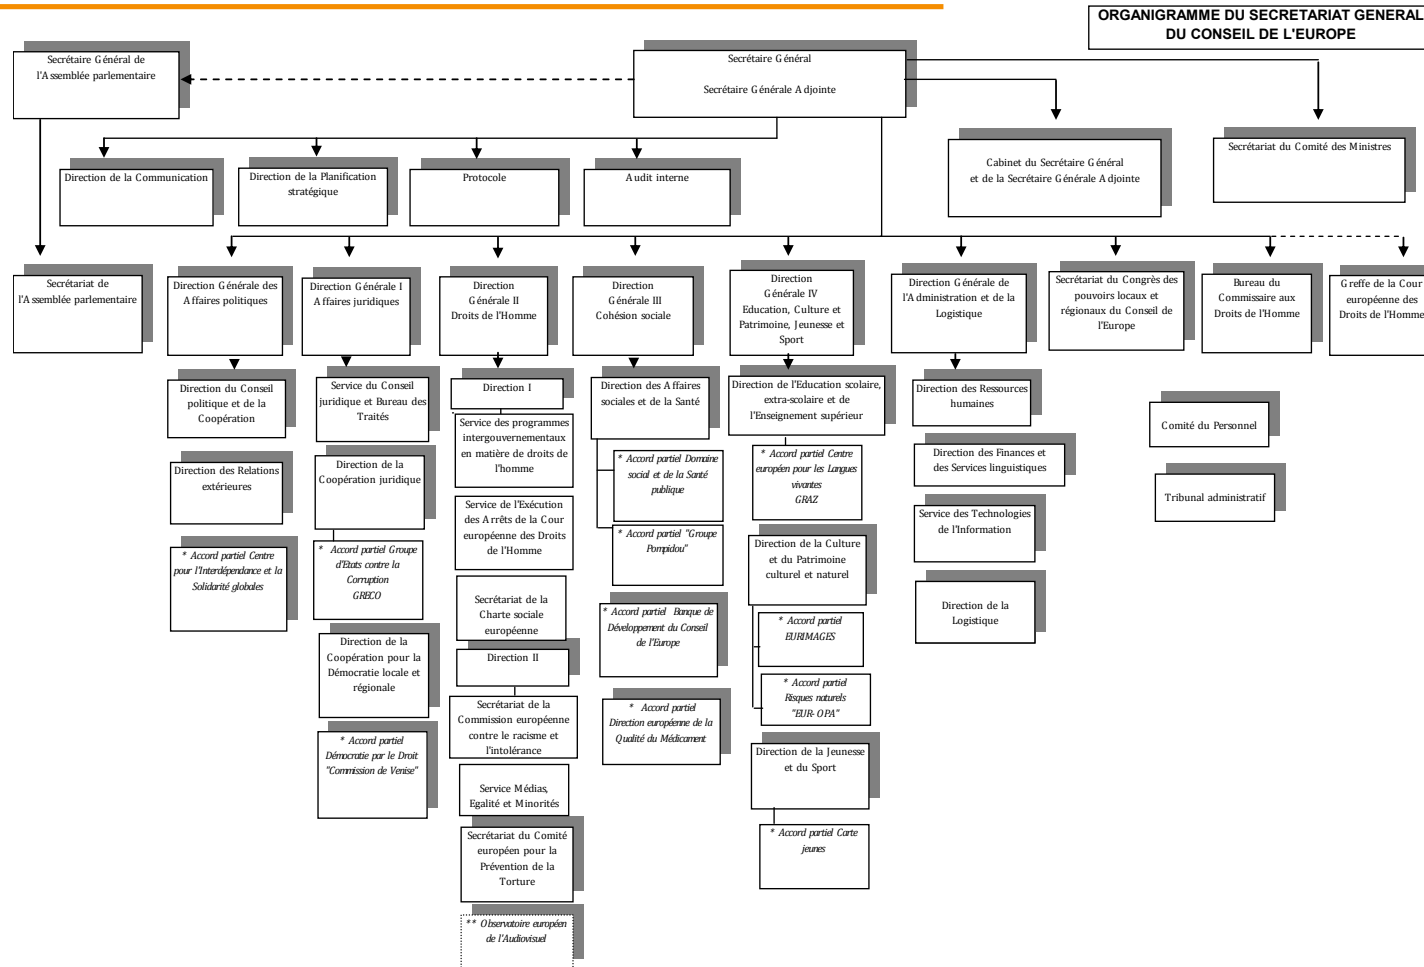 ORGANIGRAMME DU SECRETARIAT GENERAL
DU CONSEIL DE L'EUROPE
Secrétaire Général de
l'Assemblée parlementaire
Secrétaire Général
Secrétaire Générale Adjointe
Cabinet du Secrétaire Général
et de la Secrétaire Générale Adjointe
Secrétariat du Comité des Ministres
Direction de la Communication
Direction de la Planification
stratégique
Protocole
Audit interne
Secrétariat de
l'Assemblée parlementaire
Direction Générale des
Affaires politiques
Direction Générale I
Affaires juridiques
Direction
Générale II
Droits de l'Homme
Direction
Générale III
Cohésion sociale
Direction
Générale IV
Education, Culture et
Patrimoine, Jeunesse et
Sport
Direction Générale de
l'Administration et de la
Logistique
Secrétariat du Congrès des
pouvoirs locaux et
régionaux du Conseil de
l'Europe
Bureau du
Commissaire aux
Droits de l'Homme
Greffe de la Cour
européenne des
Droits de l'Homme
Direction du Conseil
politique et de la
Coopération
Direction des Relations
extérieures
* Accord partiel Centre
pour l'Interdépendance et la
Solidarité globales
Service du Conseil
juridique et Bureau des
Traités
Direction de la
Coopération juridique
* Accord partiel Groupe
d'Etats contre la
Corruption
GRECO
Direction de la
Coopération pour la
Démocratie locale et
régionale
* Accord partiel
Démocratie par le Droit
"Commission de Venise"
Direction I
Service des programmes
intergouvernementaux
en matière de droits de
l'homme
Service de l'Exécution
des Arrêts de la Cour
européenne des Droits
de l'Homme
Secrétariat de la
Charte sociale
européenne
Direction II
Secrétariat de la
Commission européenne
contre le racisme et
l'intolérance
Service Médias,
Egalité et Minorités
Secrétariat du Comité
européen pour la
Prévention de la
Torture
** Observatoire européen
de l'Audiovisuel
Direction des Affaires
sociales et de la Santé
* Accord partiel Domaine
social et de la Santé
publique
* Accord partiel "Groupe
Pompidou"
* Accord partiel Banque de
Développement du Conseil
de l'Europe
* Accord partiel
Direction européenne de la
Qualité du Médicament
Direction de l'Education scolaire,
extra-scolaire et de
l'Enseignement supérieur
* Accord partiel Centre
européen pour les Langues
vivantes
GRAZ
Direction de la Culture
et du Patrimoine
culturel et naturel
* Accord partiel
EURIMAGES
* Accord partiel
Risques naturels
"EUR- OPA"
Direction de la Jeunesse
et du Sport
* Accord partiel Carte
jeunes
Direction des Ressources
humaines
Direction des Finances et
des Services linguistiques
Service des Technologies
de l'Information
Direction de la
Logistique
Comité du Personnel
Tribunal administratif